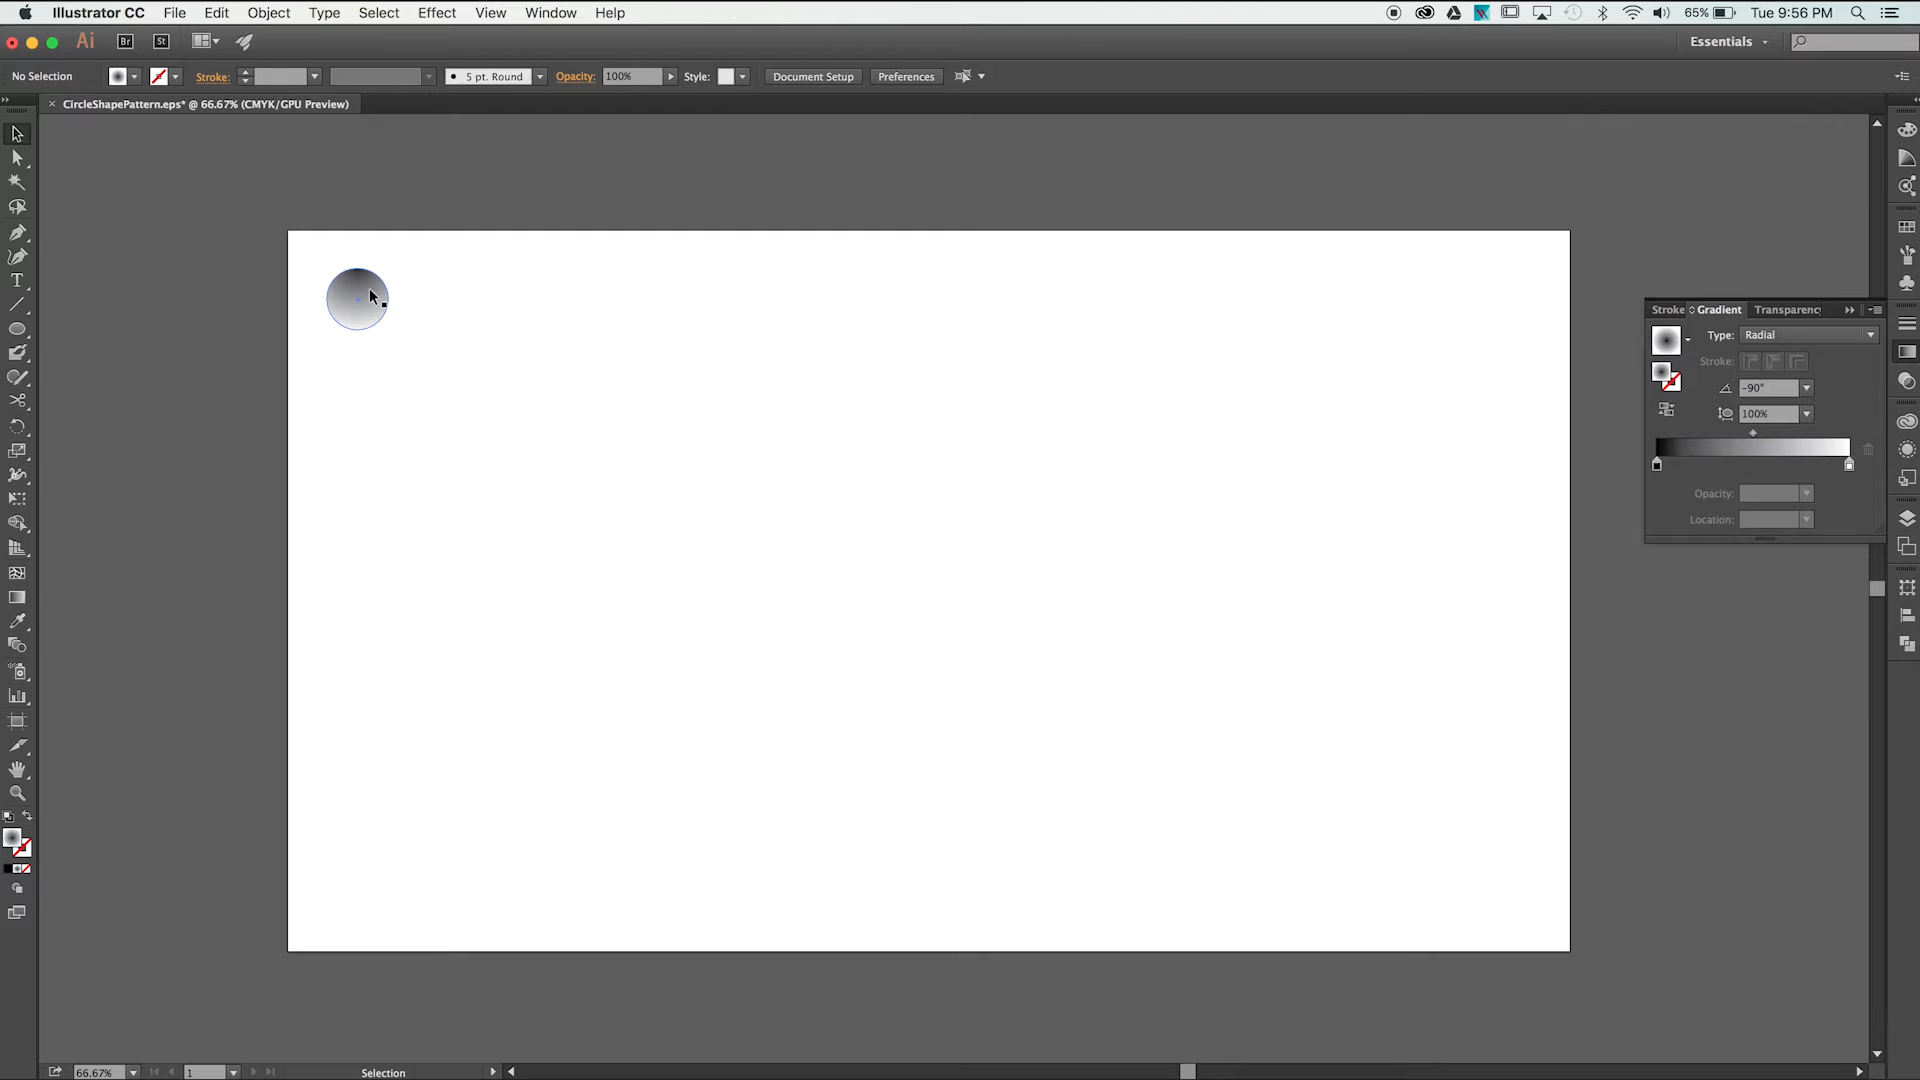 Illustrator CC File Edit Object Type Select Effect View Window Help 65% Tue 9:56 PM
Ai Br St Essentials
No Selection Stroke: 5 pt. Round Opacity: 100% Style: Document Setup Preferences
× CircleShapePattern.eps* @ 66.67% (CMYK/GPU Preview)
Stroke Gradient Transparency
Type: Radial
Stroke:
-90°
100%
Opacity:
Location:
66.67% 1 Selection